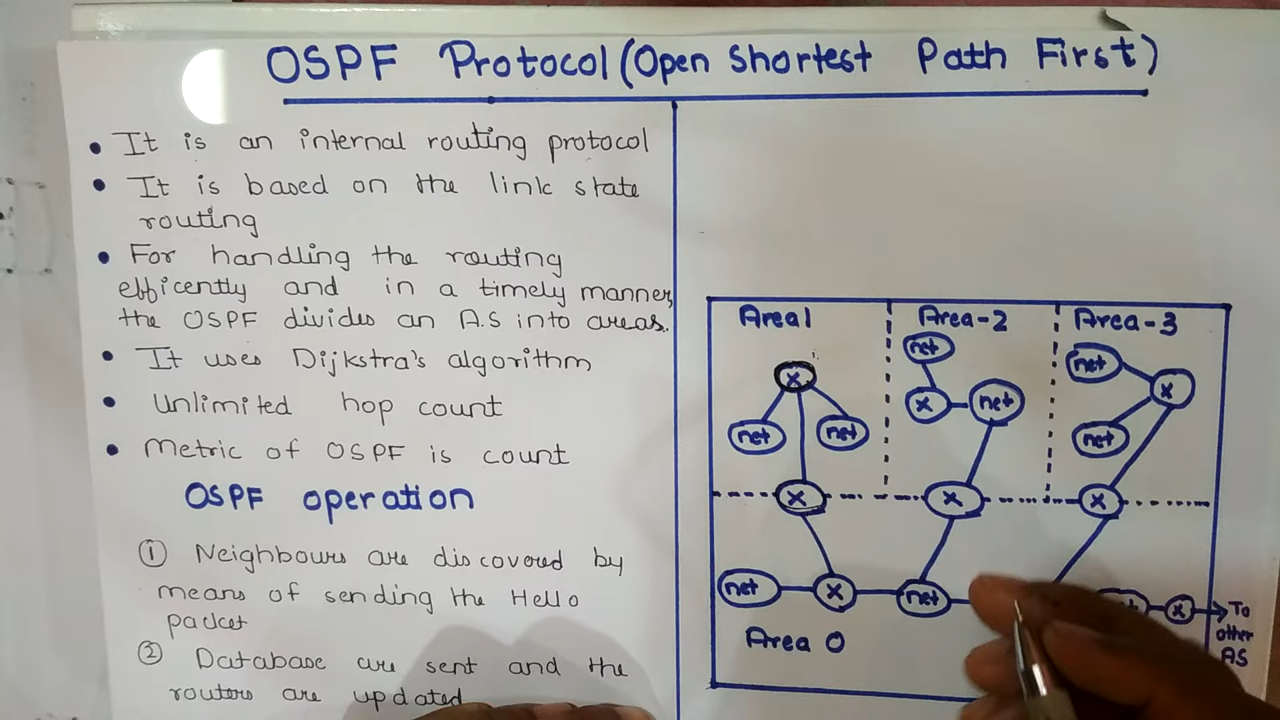 OSPF Protocol (Open Shortest Path First)
• It is an internal routing protocol
• It is based on the link state
routing
• For handling the routing
efficently and in a timely manner,
the OSPF divides an A.S into areas.
• It uses Dijkstra's algorithm
• Unlimited hop count
• Metric of OSPF is count
OSPF operation
① Neighbours are discovered by
means of sending the Hello
packet
② Database are sent and the
routers are updated
Area1 Area-2 Area-3
net
net
x
x
x net
net net
net
x x x
net x net
x
To
other
AS
Area 0